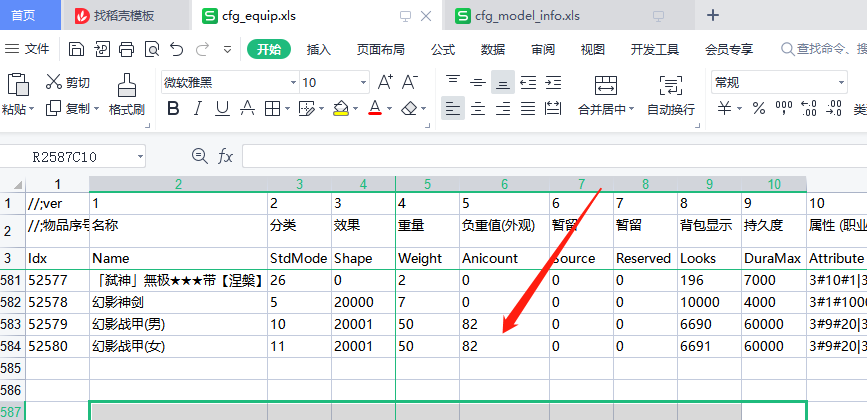 首页 找稻壳模板 cfg_equip.xls cfg_model_info.xls +
文件 开始 插入 页面布局 公式 数据 审阅 视图 开发工具 会员专享 查找命令、
粘贴 剪切 复制 格式刷 微软雅黑 10 A+ A- B I U A 合并居中 自动换行 常规 ¥ % 000
R2587C10 fx
1 2 3 4 5 6 7 8 9 10
1 //;ver 1 2 3 4 5 6 7 8 9 10
2 //;物品序号 名称 分类 效果 重量 负重值(外观) 暂留 暂留 背包显示 持久度 属性 (职业
3 Idx Name StdMode Shape Weight Anicount Source Reserved Looks DuraMax Attribute
581 52577 「弑神」無极★★★带【涅槃】 26 0 2 0 0 0 196 7000 3#10#1|3
582 52578 幻影神剑 5 20000 7 0 0 0 10000 4000 3#1#1000
583 52579 幻影战甲(男) 10 20001 50 82 0 0 6690 60000 3#9#20|3
584 52580 幻影战甲(女) 11 20001 50 82 0 0 6691 60000 3#9#20|3
585
586
587